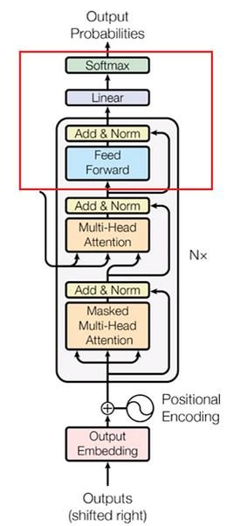 Output
Probabilities
Softmax
Linear
Add & Norm
Feed
Forward
Add & Norm
Multi-Head
Attention
N×
Add & Norm
Masked
Multi-Head
Attention
Positional
Encoding
Output
Embedding
Outputs
(shifted right)